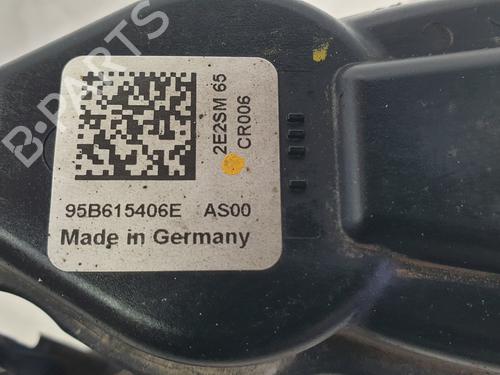 2E2SM 65
CR006
95B615406E AS00
Made in Germany
B-PARTS